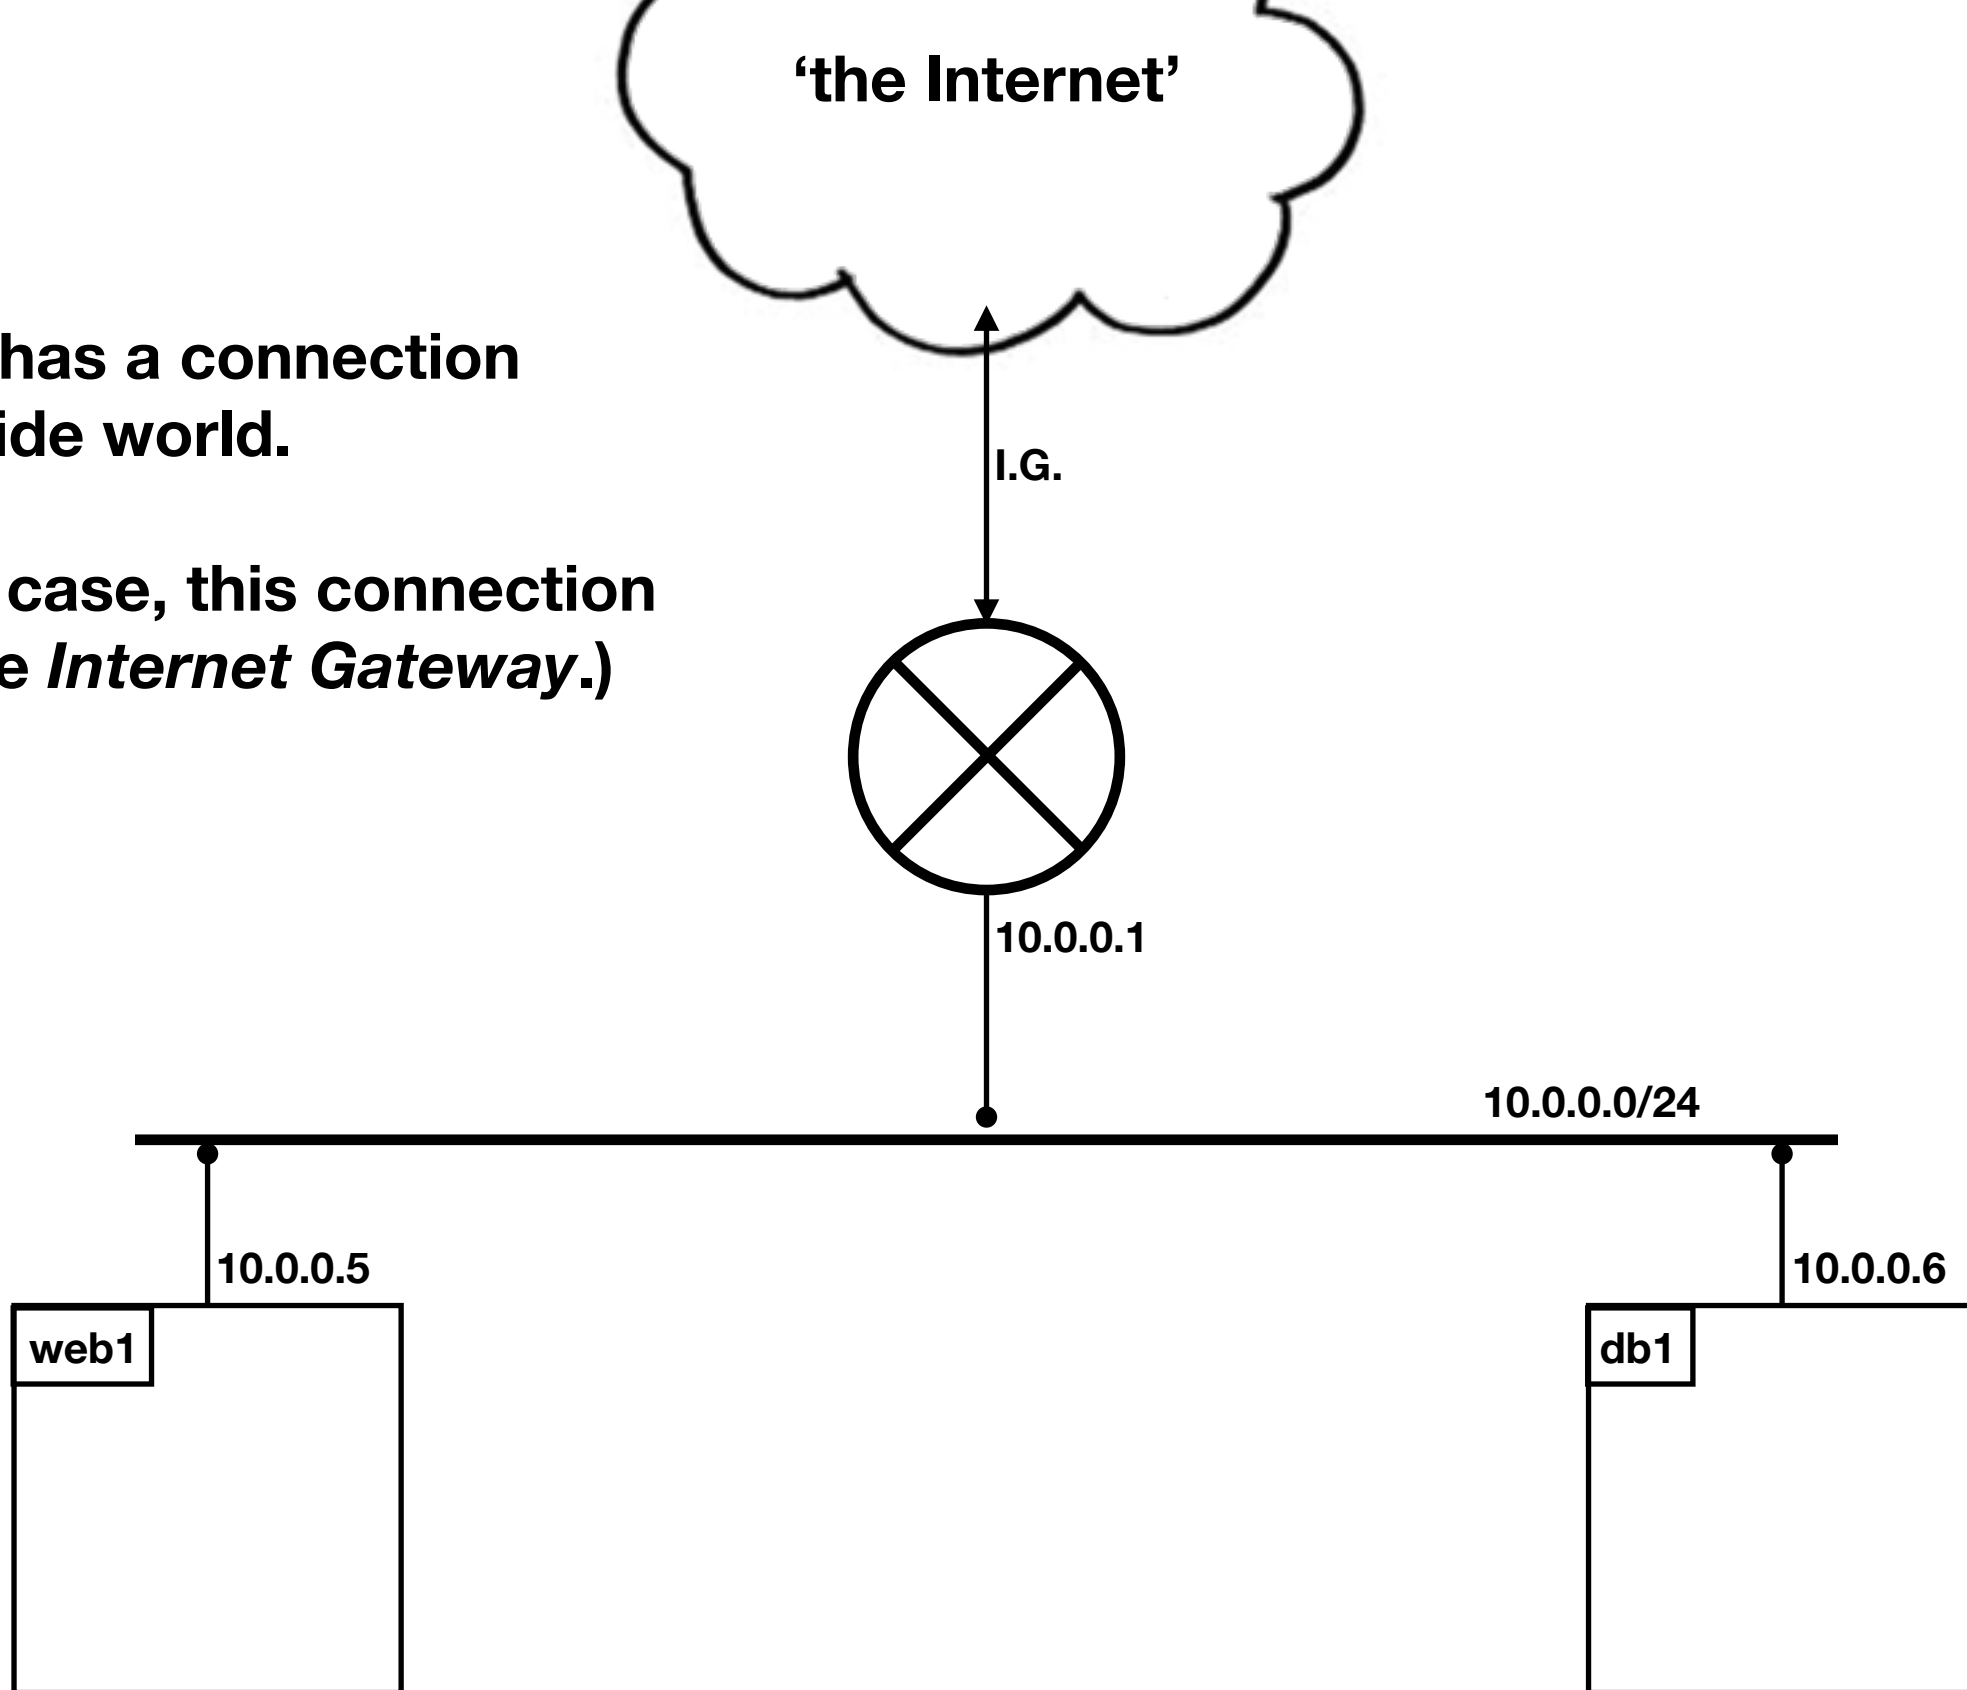 ‘the Internet’
has a connection
ide world.
I.G.
case, this connection
e Internet Gateway.)
10.0.0.1
10.0.0.0/24
10.0.0.5
10.0.0.6
web1
db1